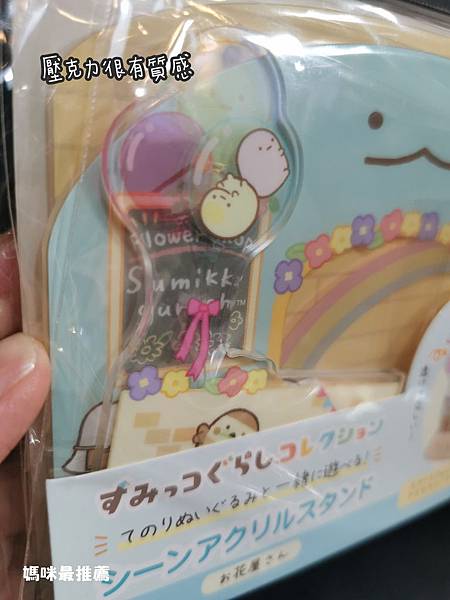 壓克力很有質感
Flower Shop
Sumikko
gurashi™
すみっコぐらしコレクション
てのりぬいぐるみと一緒に遊べる!
シーンアクリルスタンド
お花屋さん
媽咪最推薦